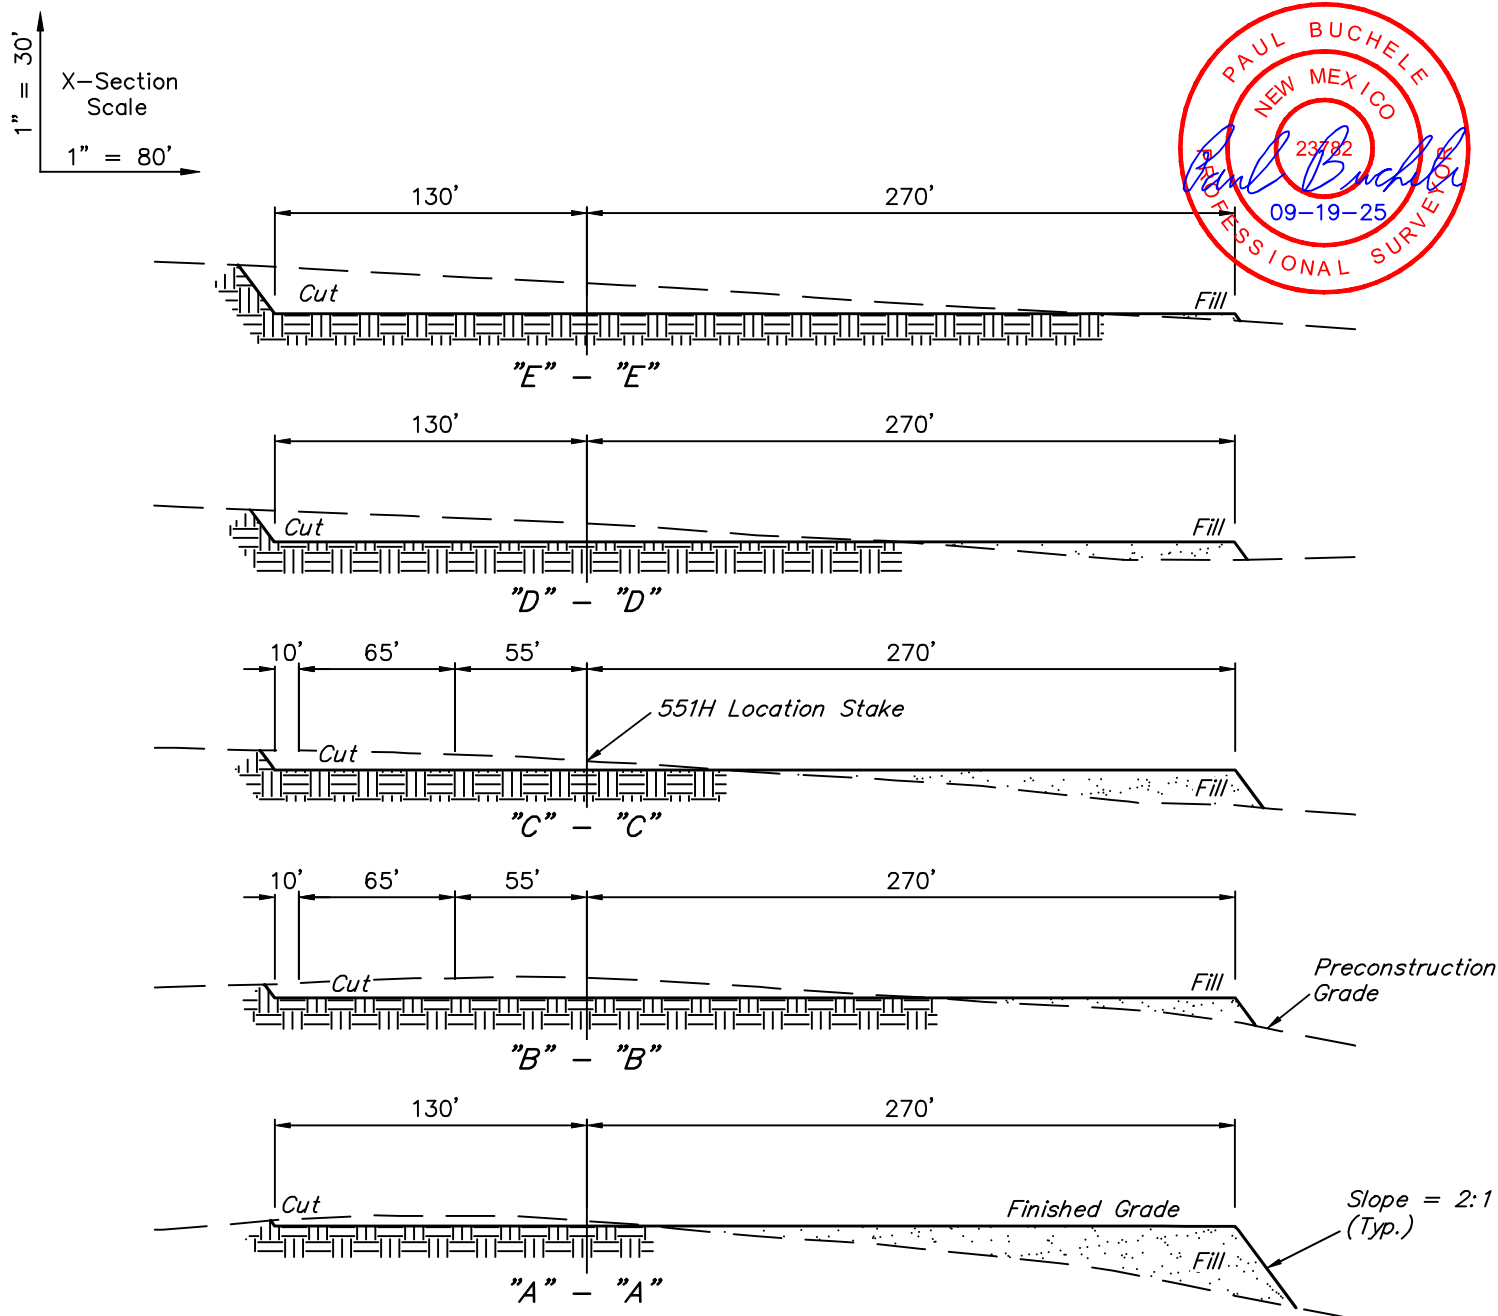 1" = 30'
X-Section
Scale
1" = 80'
PAUL BUCHELE
NEW MEXICO
23782
PROFESSIONAL SURVEYOR
Paul Buchele
09-19-25
130'
270'
Cut
Fill
"E" - "E"
130'
270'
Cut
Fill
"D" - "D"
10'
65'
55'
270'
551H Location Stake
Cut
Fill
"C" - "C"
10'
65'
55'
270'
Cut
Fill
Preconstruction
Grade
"B" - "B"
130'
270'
Cut
Finished Grade
Slope = 2:1
(Typ.)
Fill
"A" - "A"